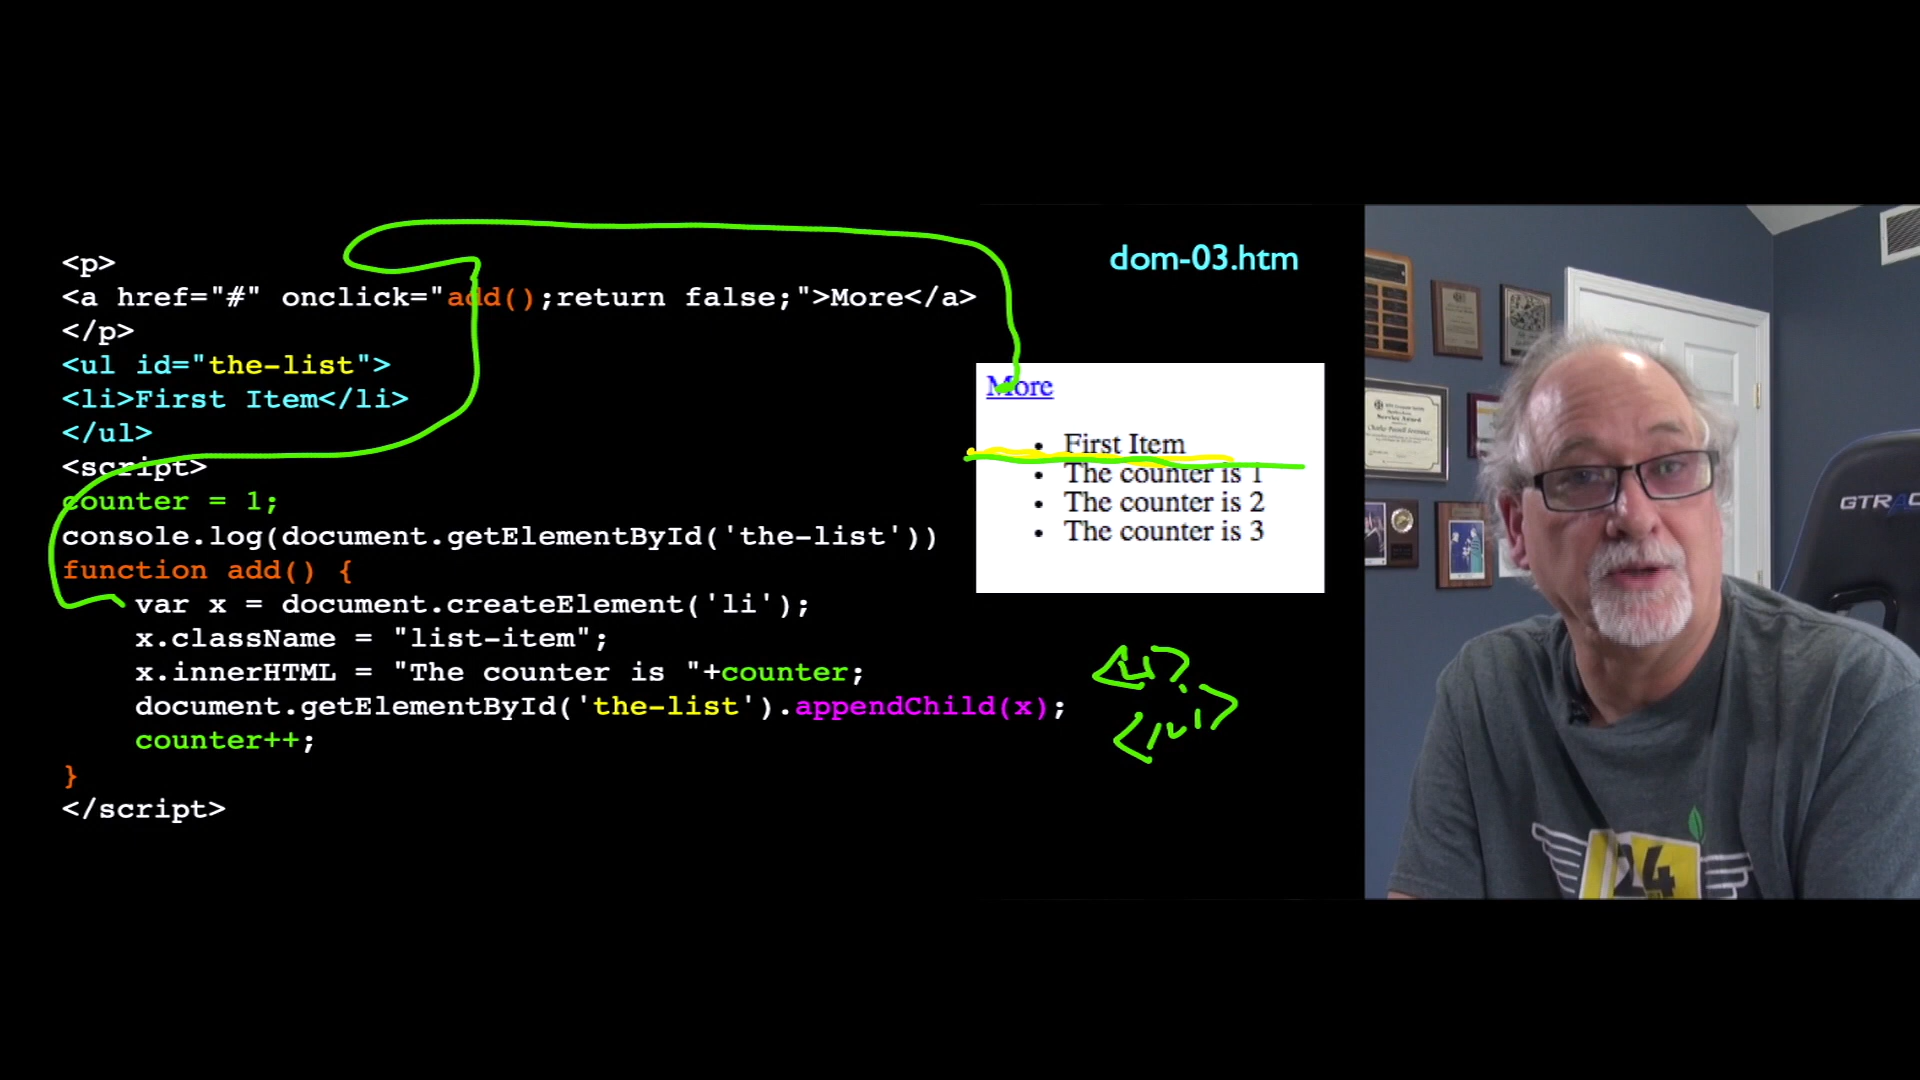 <p>
<a href="#" onclick="add();return false;">More</a>
</p>
<ul id="the-list">
<li>First Item</li>
</ul>
<script>
counter = 1;
console.log(document.getElementById('the-list'))
function add() {
    var x = document.createElement('li');
    x.className = "list-item";
    x.innerHTML = "The counter is "+counter;
    document.getElementById('the-list').appendChild(x);
    counter++;
}
</script>
dom-03.htm
More
• First Item
• The counter is 1
• The counter is 2
• The counter is 3
GTRAC
24